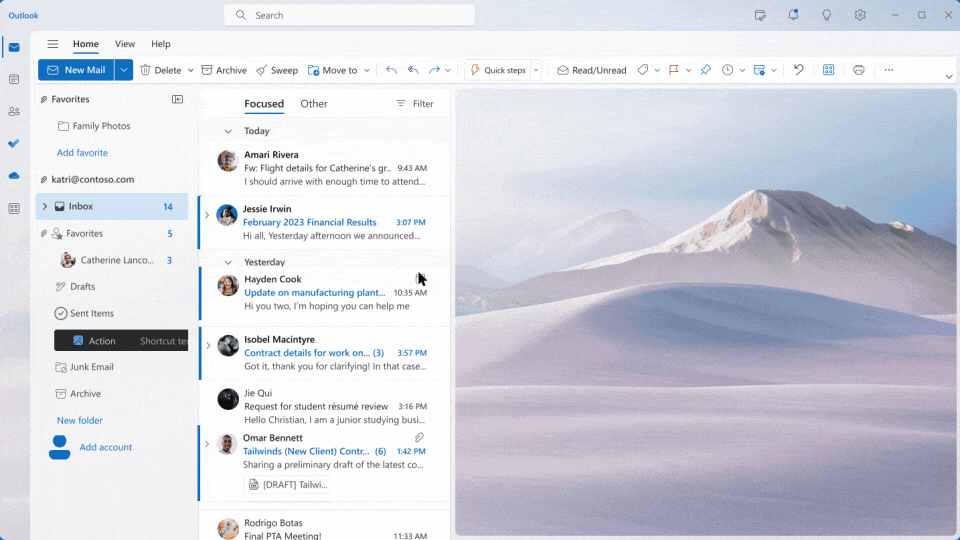 Outlook
Search
Home View Help
New Mail Delete Archive Sweep Move to Quick steps Read/Unread
Favorites
Family Photos
Add favorite
katri@contoso.com
Inbox 14
Favorites 5
Catherine Lanco... 3
Drafts
Sent Items
Action Shortcut
Junk Email
Archive
New folder
Add account
Focused Other Filter
Today
Amari Rivera
Fw: Flight details for Catherine's gr... 9:43 AM
I should arrive with enough time to attend...
Jessie Irwin
February 2023 Financial Results 3:07 PM
Hi all, Yesterday afternoon we announced...
Yesterday
Hayden Cook
Update on manufacturing plant... 10:35 AM
Hi you two, I'm hoping you can help me
Isobel Macintyre
Contract details for work on... (3) 3:57 PM
Got it, thank you for clarifying! In that case...
Jie Qui
Request for student résumé review 3:16 PM
Hello Christian, I am a junior studying busi...
Omar Bennett
Tailwinds (New Client) Contr... (6) 1:42 PM
Sharing a preliminary draft of the latest co...
[DRAFT] Tailwi...
Rodrigo Botas
Final PTA Meeting! 11:33 AM